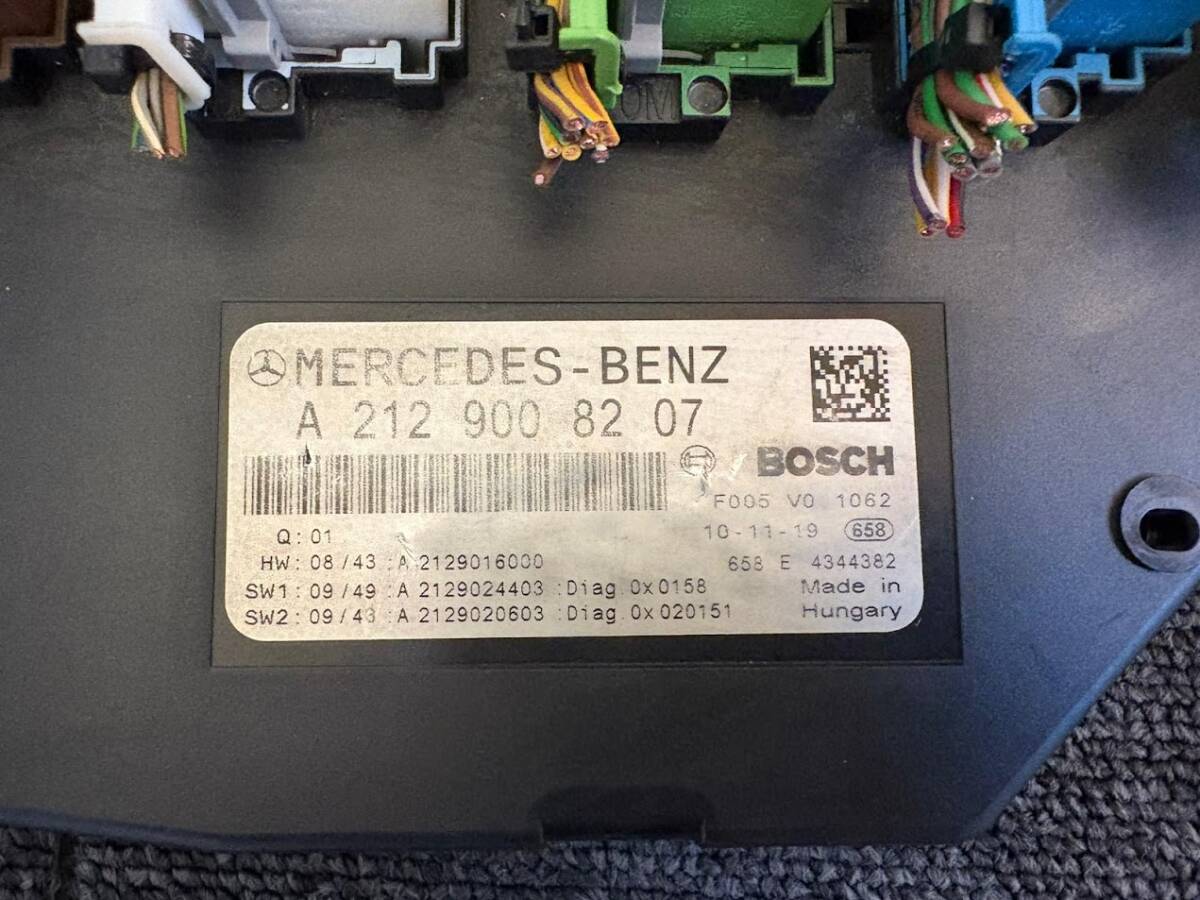 OM
MERCEDES-BENZ
A 212 900 82 07
BOSCH
F005 V0 1062
Q: 01
10-11-19 658
HW: 08/43 :A 2129016000
658 E 4344382
SW1: 09/49 :A 2129024403 :Diag.0x0158
Made in
SW2: 09/43 :A 2129020603 :Diag.0x020151
Hungary